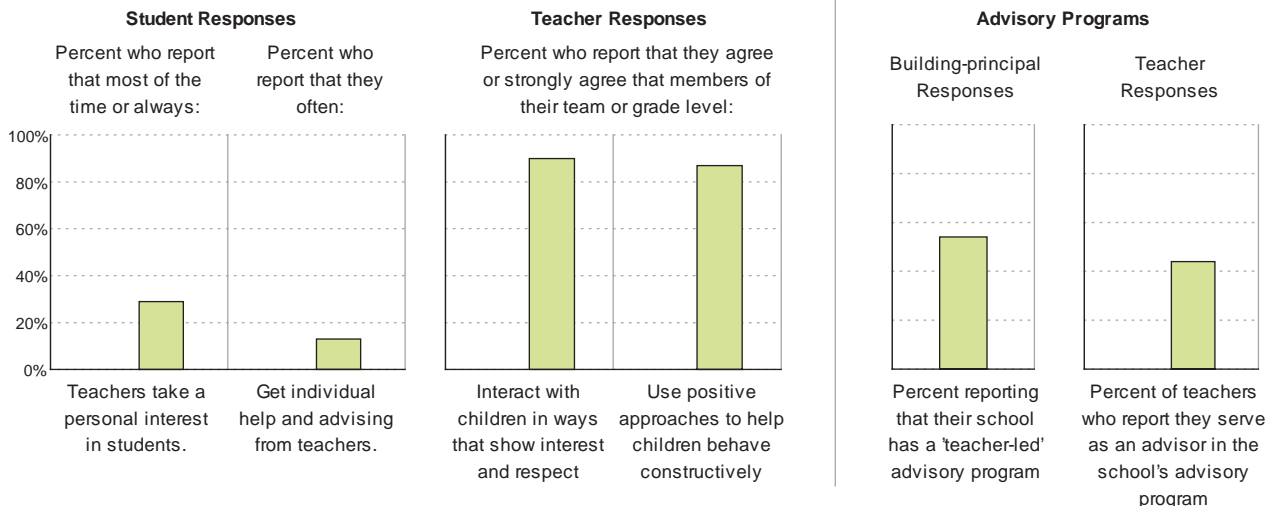 Student Responses
Percent who report
that most of the
time or always:
Percent who
report that they
often:
100%
80%
60%
40%
20%
0%
Teachers take a
personal interest
in students.
Get individual
help and advising
from teachers.
Teacher Responses
Percent who report that they agree
or strongly agree that members of
their team or grade level:
Interact with
children in ways
that show interest
and respect
Use positive
approaches to help
children behave
constructively
Advisory Programs
Building-principal
Responses
Percent reporting
that their school
has a 'teacher-led’
advisory program
Teacher
Responses
Percent of teachers
who report they serve
as an advisor in the
school’s advisory
program